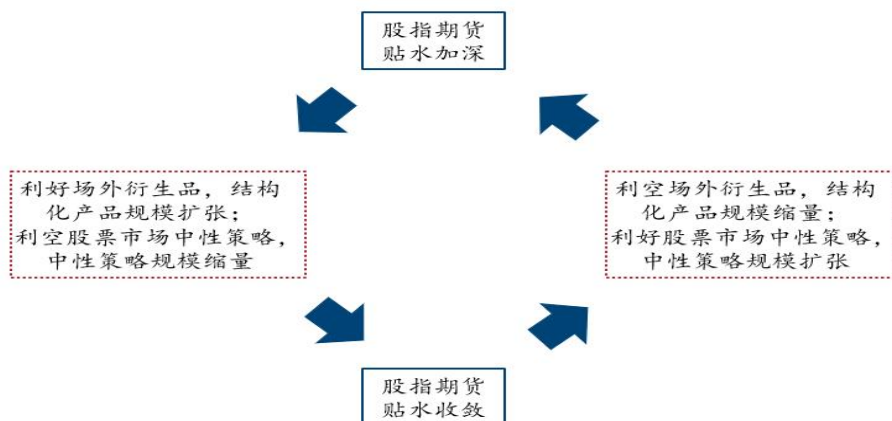 股指期货
贴水加深
利好场外衍生品，结构
化产品规模扩张；
利空股票市场中性策略，
中性策略规模缩量
利空场外衍生品，结构
化产品规模缩量；
利好股票市场中性策略，
中性策略规模扩张
股指期货
贴水收敛